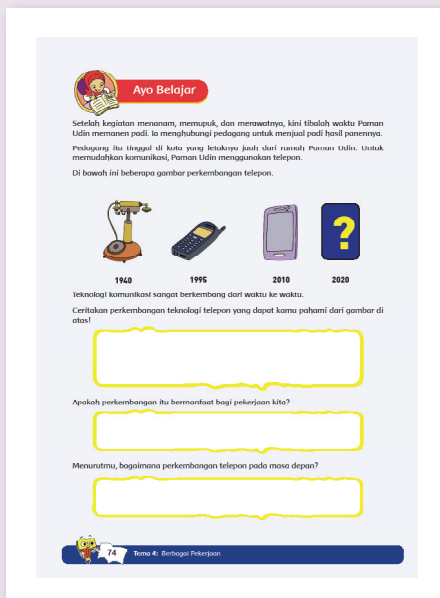 Ayo Belajar
Setelah kegiatan menanam, memupuk, dan merawatnya, kini tibalah waktu Paman
Udin memanen padi. Ia menghubungi pedagang untuk menjual padi hasil panennya.
Pedagang itu tinggal di kota yang letaknya jauh dari rumah Paman Udin. Untuk
memudahkan komunikasi, Paman Udin menggunakan telepon.
Di bawah ini beberapa gambar perkembangan telepon.
?
1940 1995 2010 2020
Teknologi komunikasi sangat berkembang dari waktu ke waktu.
Ceritakan perkembangan teknologi telepon yang dapat kamu pahami dari gambar di
atas!
Apakah perkembangan itu bermanfaat bagi pekerjaan kita?
Menurutmu, bagaimana perkembangan telepon pada masa depan?
74 Tema 4: Berbagai Pekerjaan